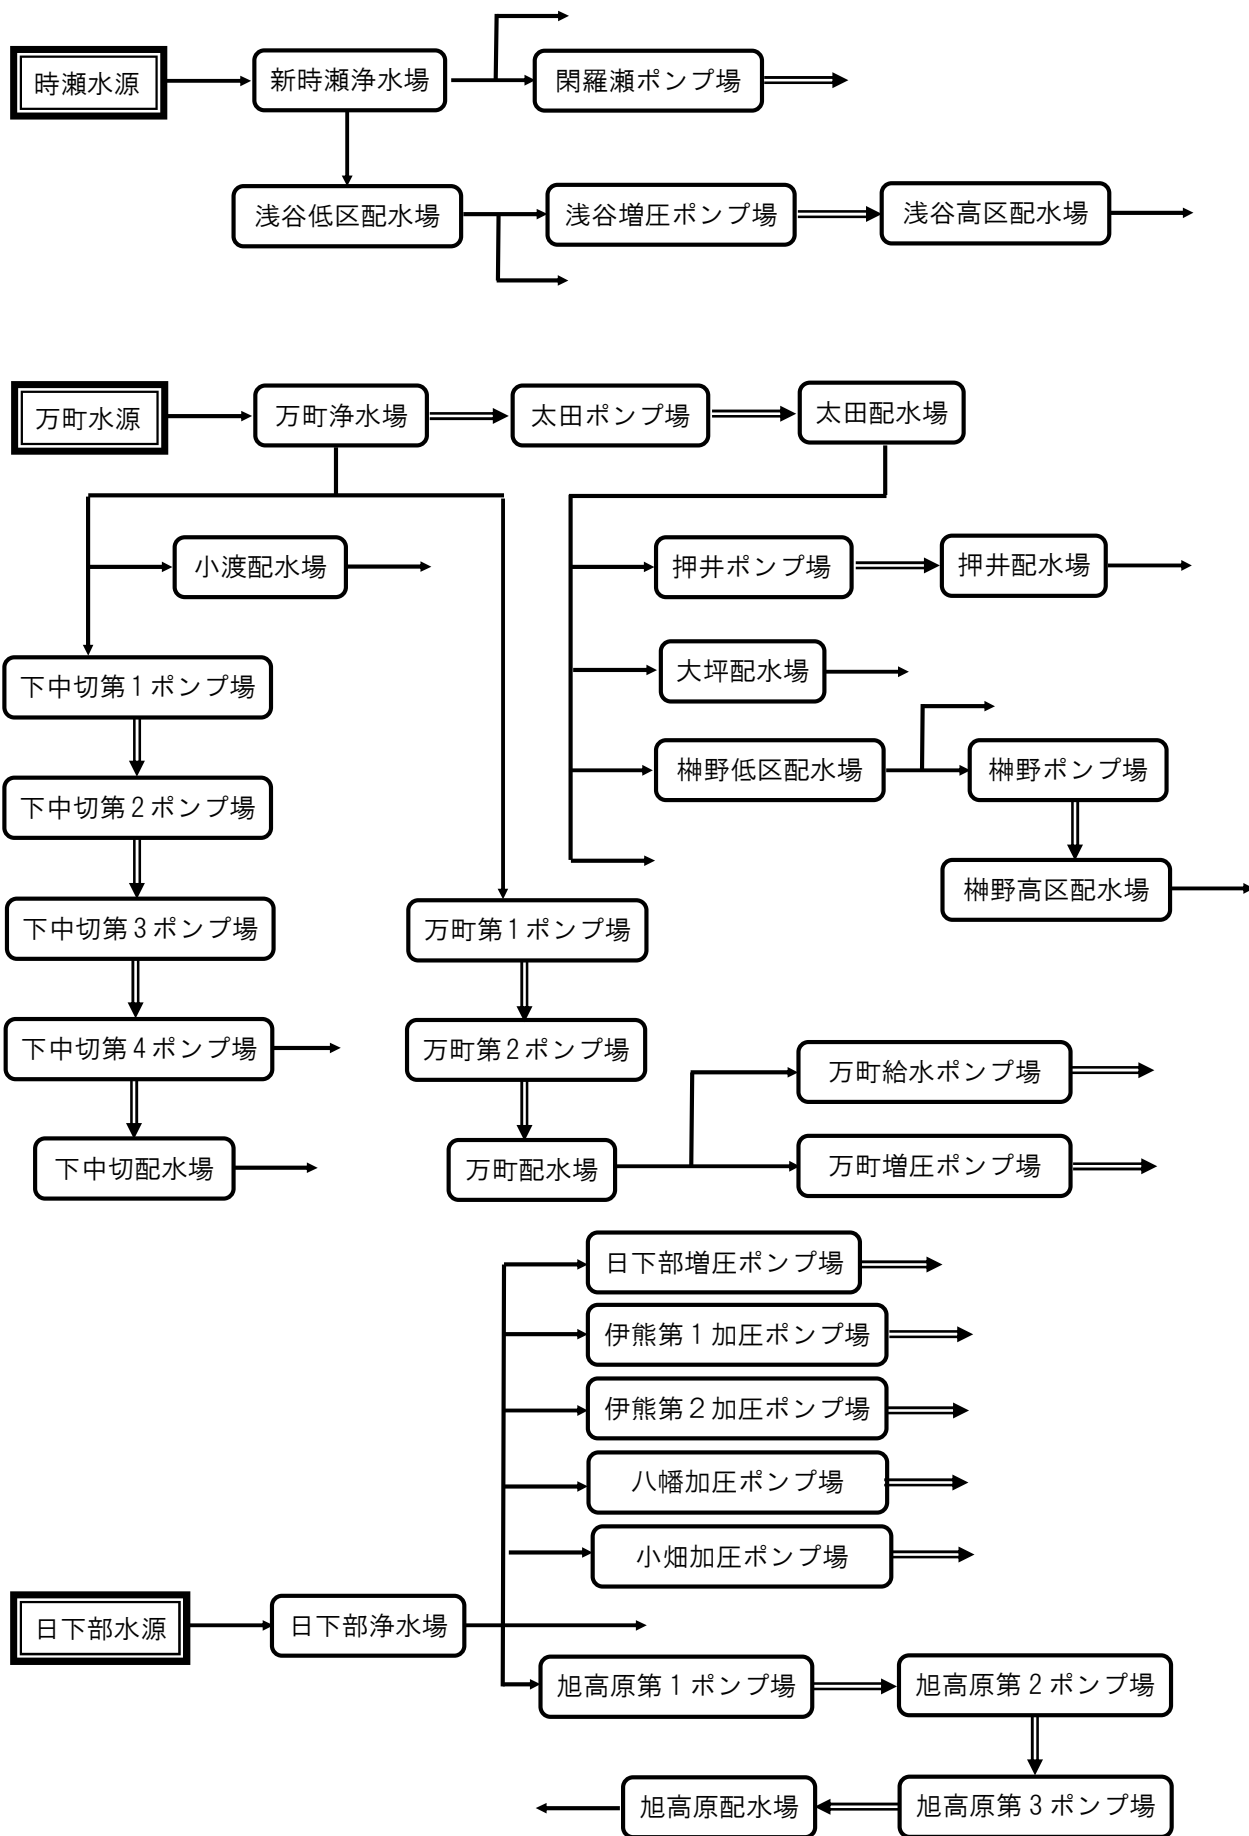 時瀬水源
新時瀬浄水場
閑羅瀬ポンプ場
浅谷低区配水場
浅谷増圧ポンプ場
浅谷高区配水場
万町水源
万町浄水場
太田ポンプ場
太田配水場
小渡配水場
押井ポンプ場
押井配水場
下中切第1ポンプ場
大坪配水場
榊野低区配水場
榊野ポンプ場
下中切第2ポンプ場
榊野高区配水場
下中切第3ポンプ場
万町第1ポンプ場
下中切第4ポンプ場
万町第2ポンプ場
万町給水ポンプ場
下中切配水場
万町配水場
万町増圧ポンプ場
日下部増圧ポンプ場
伊熊第1加圧ポンプ場
伊熊第2加圧ポンプ場
八幡加圧ポンプ場
小畑加圧ポンプ場
日下部水源
日下部浄水場
旭高原第1ポンプ場
旭高原第2ポンプ場
旭高原配水場
旭高原第3ポンプ場